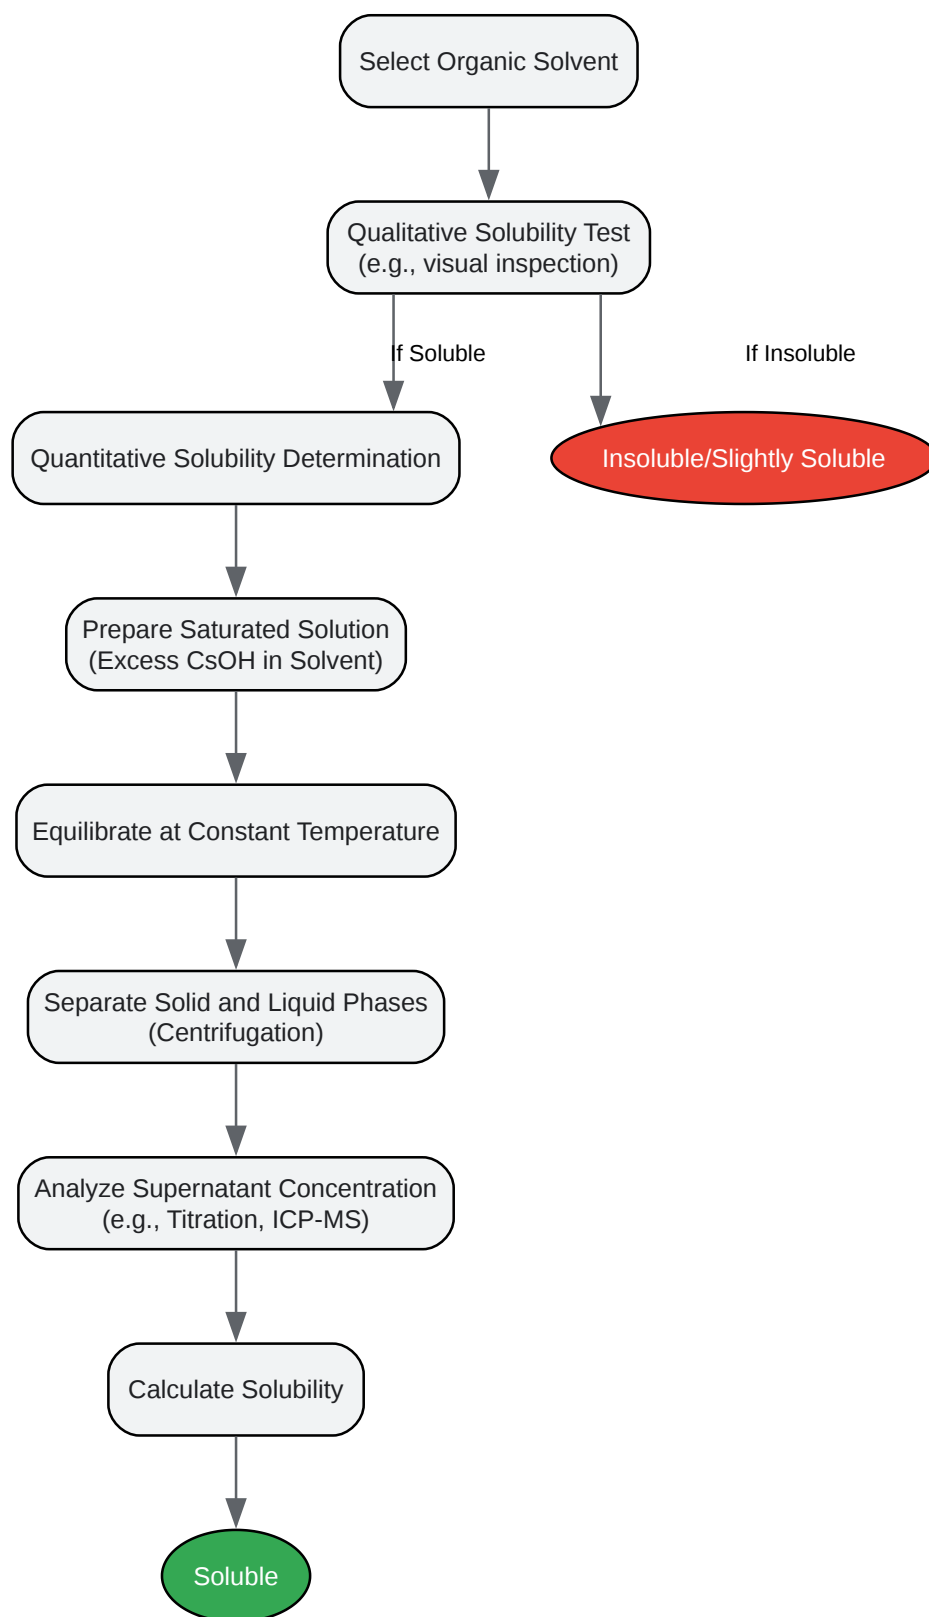 Select Organic Solvent
Qualitative Solubility Test
(e.g., visual inspection)
If Soluble
If Insoluble
Quantitative Solubility Determination
Insoluble/Slightly Soluble
Prepare Saturated Solution
(Excess CsOH in Solvent)
Equilibrate at Constant Temperature
Separate Solid and Liquid Phases
(Centrifugation)
Analyze Supernatant Concentration
(e.g., Titration, ICP-MS)
Calculate Solubility
Soluble